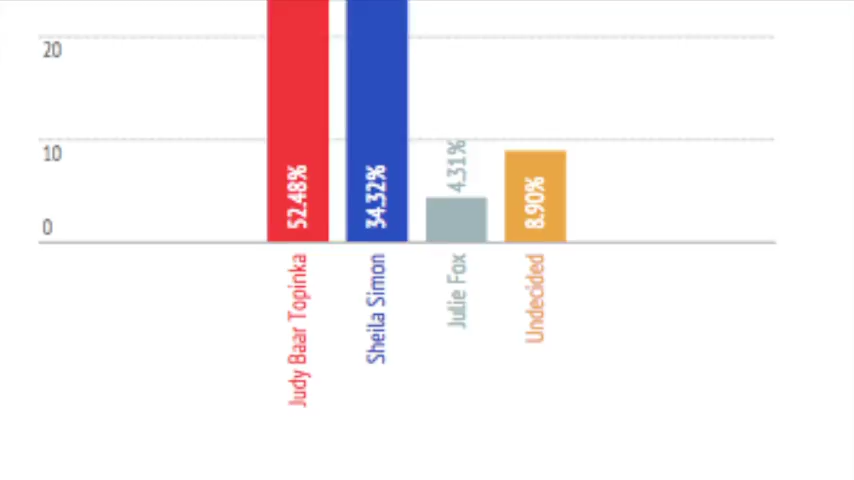 20
10
0
52.48%
34.32%
4.31%
8.90%
Judy Baar Topinka
Sheila Simon
Julie Fox
Undecided